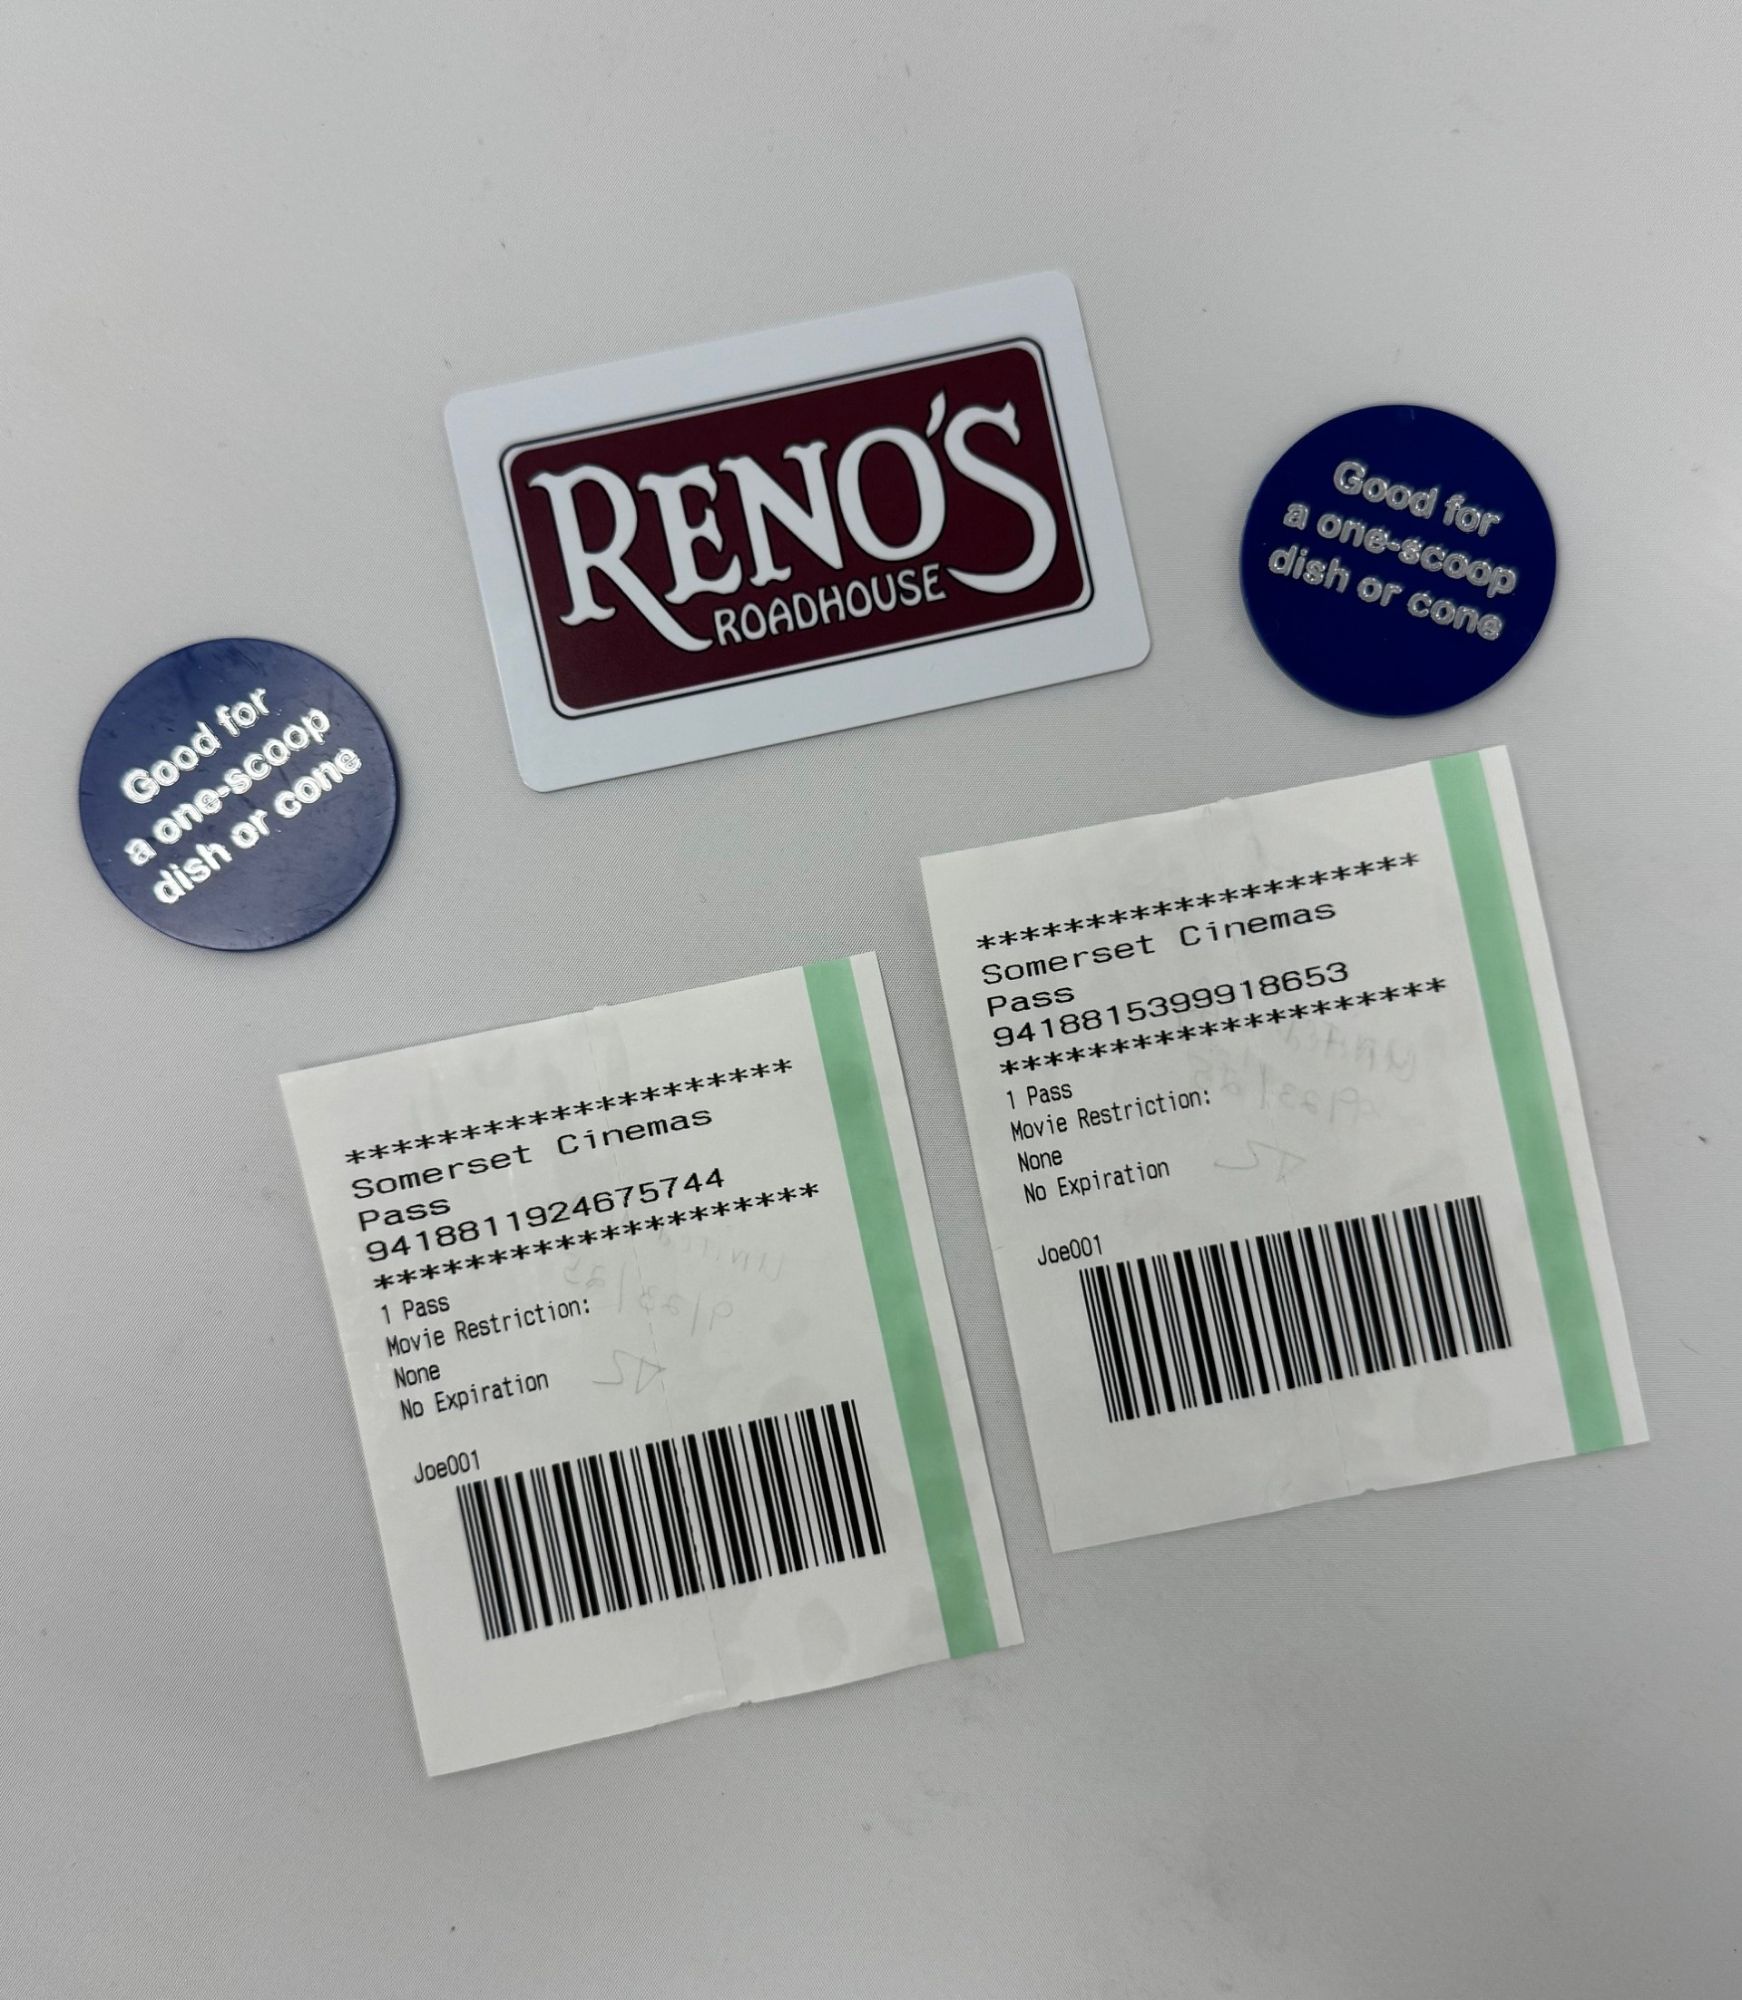 RENO'S
ROADHOUSE
Good for
a one-scoop
dish or cone
Good for
a one-scoop
dish or cone
*******************
Somerset Cinemas
Pass
9418811924675744
*******************
1 Pass
Movie Restriction:
None
No Expiration
Joe001
*******************
Somerset Cinemas
Pass
9418815399918653
*******************
1 Pass
Movie Restriction:
None
No Expiration
Joe001